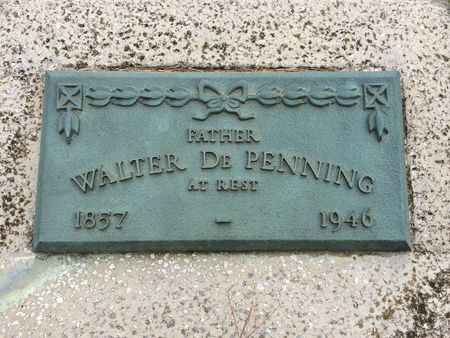 FATHER
WALTER DE PENNING
AT REST
1857 — 1946